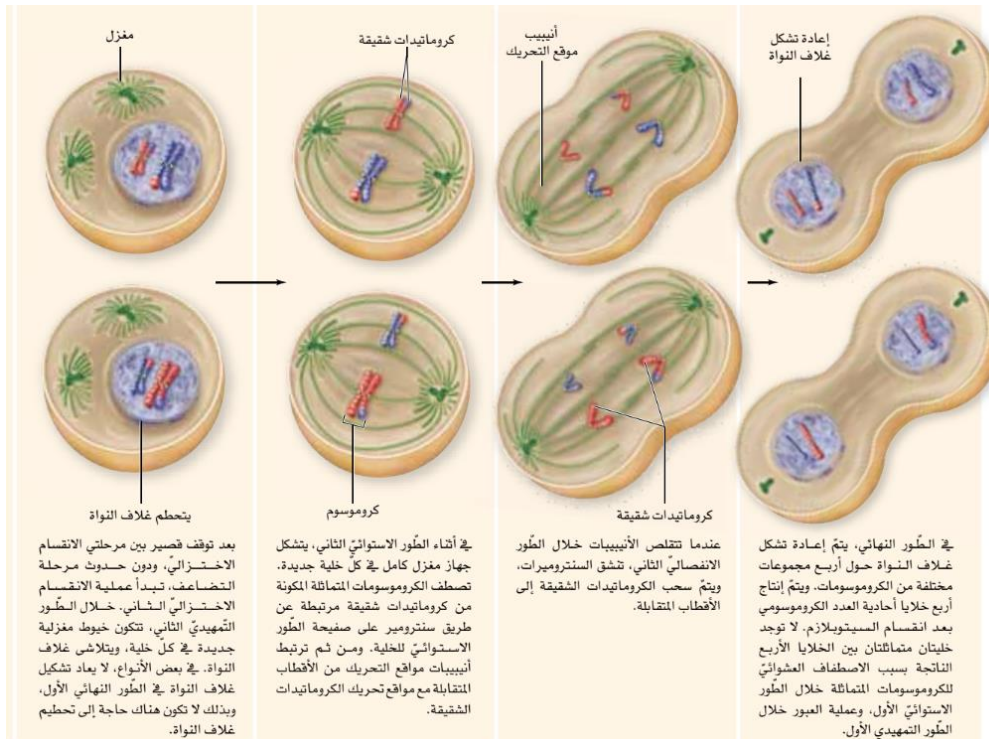 مغزل
كروماتيدات شقيقة
أنيبيب
موقع التحريك
إعادة تشكل
غلاف النواة
يتحطم غلاف النواة
كروموسوم
كروماتيدات شقيقة
بعد توقف قصير بين مرحلتي الانقسام
الاختـــزاليّ، ودون حدوث مرحلة
التضاعف، تبدأ عملية الانقسام
الاختــزاليّ الثــاني. خلال الطّور
التّمهيديّ الثاني، تتكون خيوط مغزلية
جديدة في كلّ خلية، ويتلاشى غلاف
النواة. في بعض الأنواع، لا يعاد تشكيل
غلاف النواة في الطّور النهائي الأول،
وبذلك لا تكون هناك حاجة إلى تحطيم
غلاف النواة.
في أثناء الطّور الاستوائيّ الثاني، يتشكل
جهاز مغزل كامل في كلّ خلية جديدة.
تصطف الكروموسومات المتماثلة المكونة
من كروماتيدات شقيقة مرتبطة عن
طريق سنترومير على صفيحة الطّور
الاستوائيّ للخلية. ومن ثم ترتبط
أنيبيبات مواقع التحريك من الأقطاب
المتقابلة مع مواقع تحريك الكروماتيدات
الشقيقة.
عندما تتقلص الأنيبيبات خلال الطّور
الانفصاليّ الثاني، تنشق السنتروميرات،
ويتمّ سحب الكروماتيدات الشقيقة إلى
الأقطاب المتقابلة.
في الطّور النهائي، يتمّ إعادة تشكل
غلاف النواة حول أربع مجموعات
مختلفة من الكروموسومات. ويتمّ إنتاج
أربع خلايا أحادية العدد الكروموسومي
بعد انقسام السيتوبلازم. لا توجد
خليتان متماثلتان بين الخلايا الأربع
الناتجة بسبب الاصطفاف العشوائيّ
للكروموسومات المتماثلة خلال الطّور
الاستوائيّ الأول، وعملية العبور خلال
الطّور التمهيدي الأول.